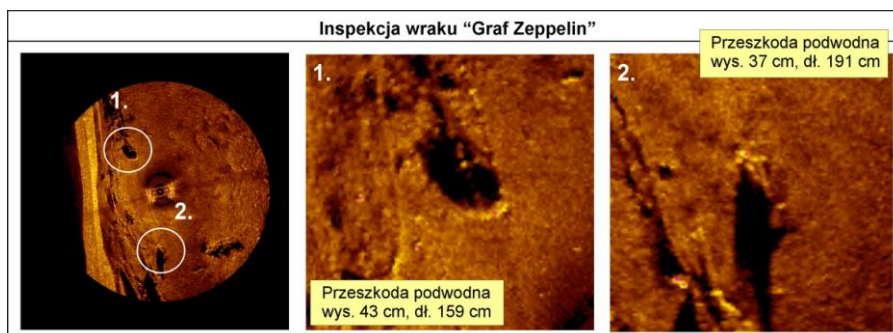 Inspekcja wraku “Graf Zeppelin”
1.
2.
1.
Przeszkoda podwodna
wys. 43 cm, dł. 159 cm
2.
Przeszkoda podwodna
wys. 37 cm, dł. 191 cm